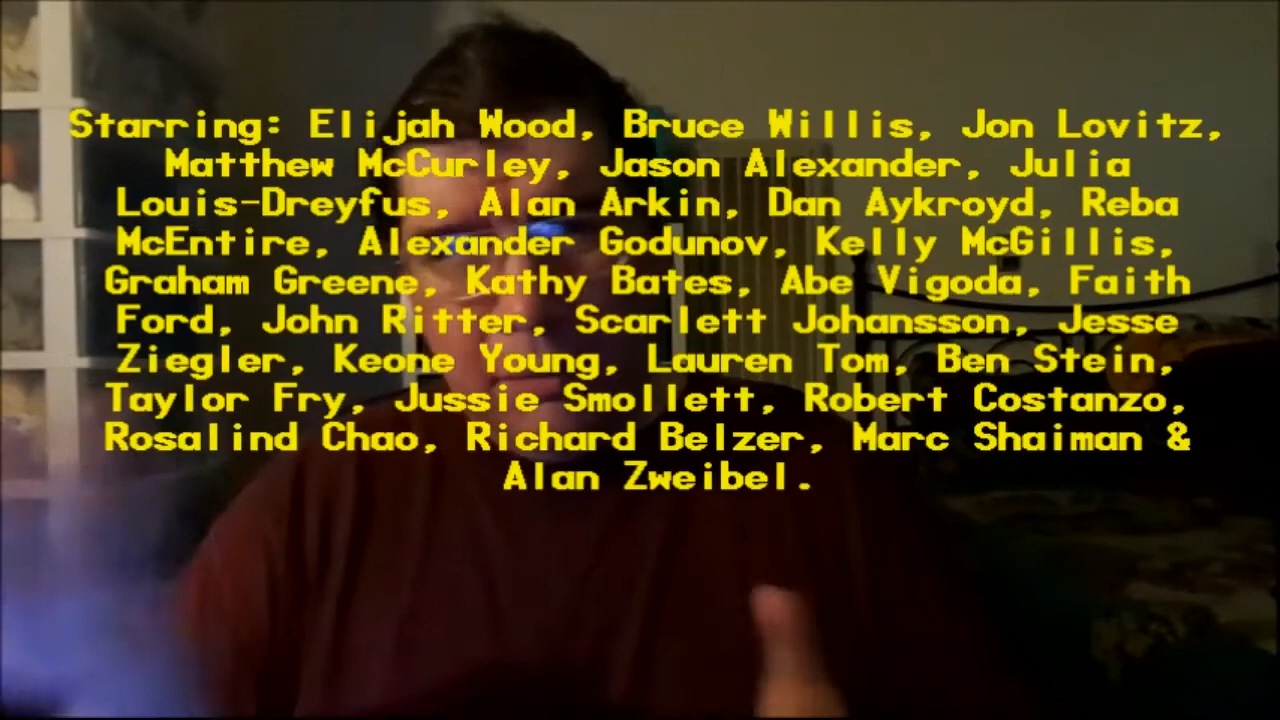 Starring: Elijah Wood, Bruce Willis, Jon Lovitz,
Matthew McCurley, Jason Alexander, Julia
Louis-Dreyfus, Alan Arkin, Dan Aykroyd, Reba
McEntire, Alexander Godunov, Kelly McGillis,
Graham Greene, Kathy Bates, Abe Vigoda, Faith
Ford, John Ritter, Scarlett Johansson, Jesse
Ziegler, Keone Young, Lauren Tom, Ben Stein,
Taylor Fry, Jussie Smollett, Robert Costanzo,
Rosalind Chao, Richard Belzer, Marc Shaiman &
Alan Zweibel.